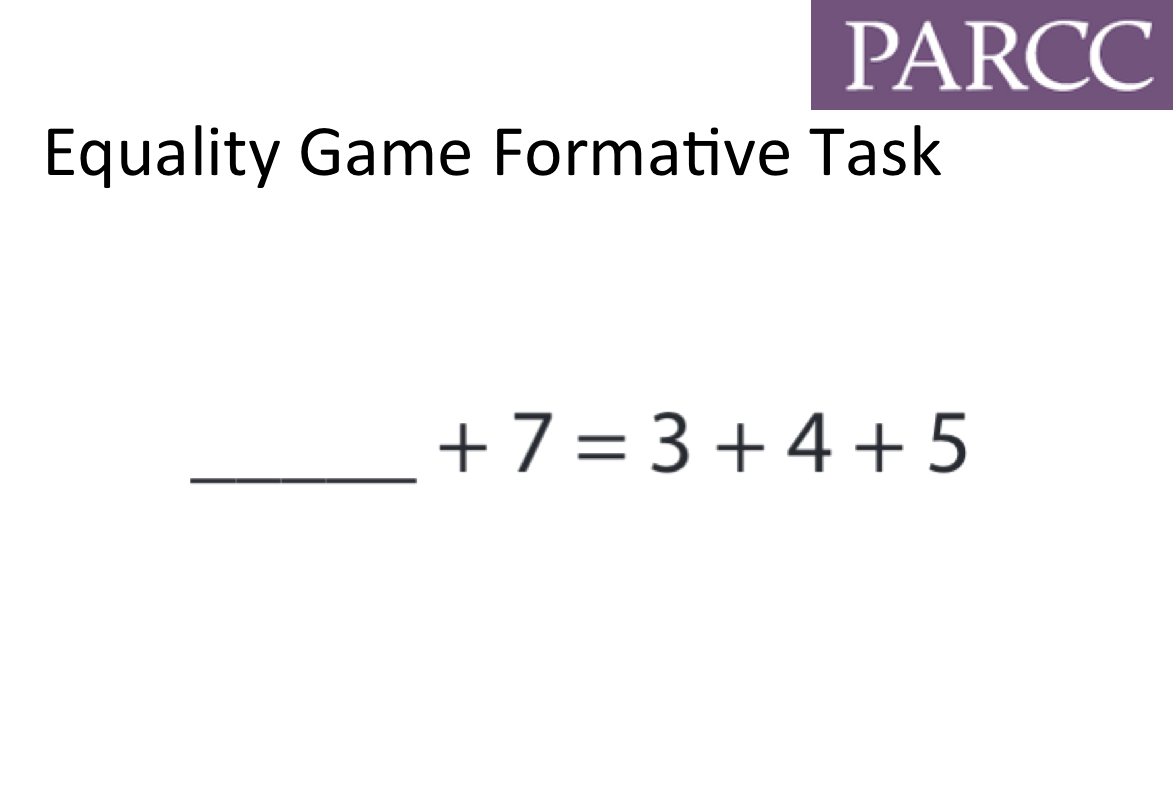 PARCC
Equality Game Formative Task
_____ + 7 = 3 + 4 + 5